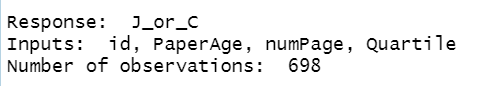 Response:  J_or_C
Inputs:  id, PaperAge, numPage, Quartile
Number of observations:  698